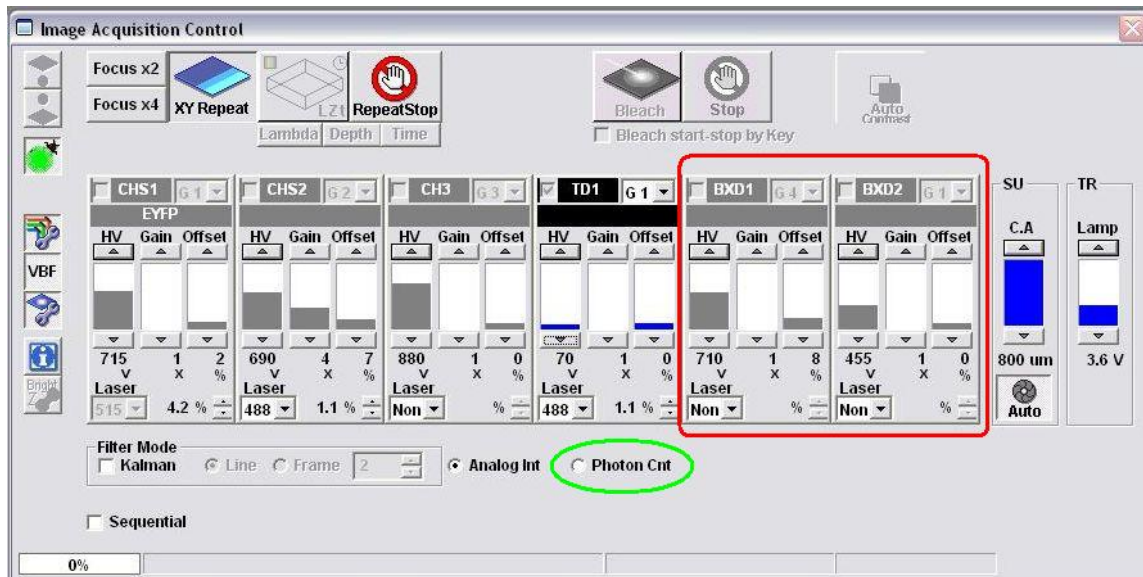 Image Acquisition Control
Focus x2
Focus x4
XY Repeat
LZt
RepeatStop
Lambda Depth Time
Bleach
Stop
Auto Contrast
Bleach start-stop by Key
CHS1 G 1 CHS2 G 2 CH3 G 3 TD1 G 1 BXD1 G 4 BXD2 G 1 SU TR
EYFP
HV Gain Offset HV Gain Offset HV Gain Offset HV Gain Offset HV Gain Offset HV Gain Offset C.A Lamp
VBF
715 1 2 690 4 7 880 1 0 70 1 0 710 1 8 455 1 0 800 um 3.6 V
V X % V X % V X % V X % V X % V X %
Laser Laser Laser Laser Laser Laser
Bright Z
515 4.2 % 488 1.1 % Non % 488 1.1 % Non % Non % Auto
Filter Mode
Kalman Line Frame 2 Analog Int Photon Cnt
Sequential
0%